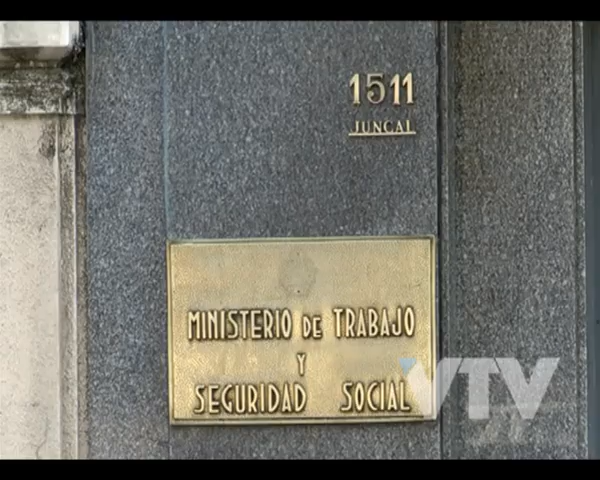 1511
JUNCAL
MINISTERIO DE TRABAJO
Y
SEGURIDAD SOCIAL
VTV